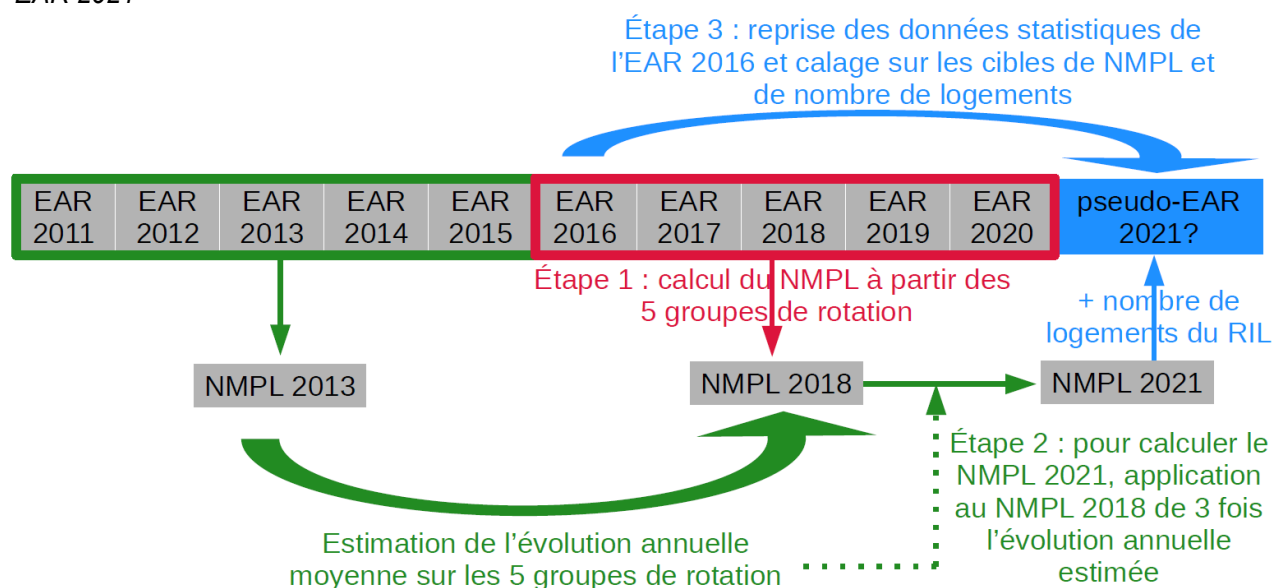 EAR 2021
Étape 3 : reprise des données statistiques de
l'EAR 2016 et calage sur les cibles de NMPL et
de nombre de logements
EAR 2011
EAR 2012
EAR 2013
EAR 2014
EAR 2015
EAR 2016
EAR 2017
EAR 2018
EAR 2019
EAR 2020
pseudo-EAR
2021?
Étape 1 : calcul du NMPL à partir des
5 groupes de rotation
+ nombre de
logements du RIL
NMPL 2013
NMPL 2018
NMPL 2021
Étape 2 : pour calculer le
NMPL 2021, application
au NMPL 2018 de 3 fois
l'évolution annuelle
estimée
Estimation de l'évolution annuelle
moyenne sur les 5 groupes de rotation